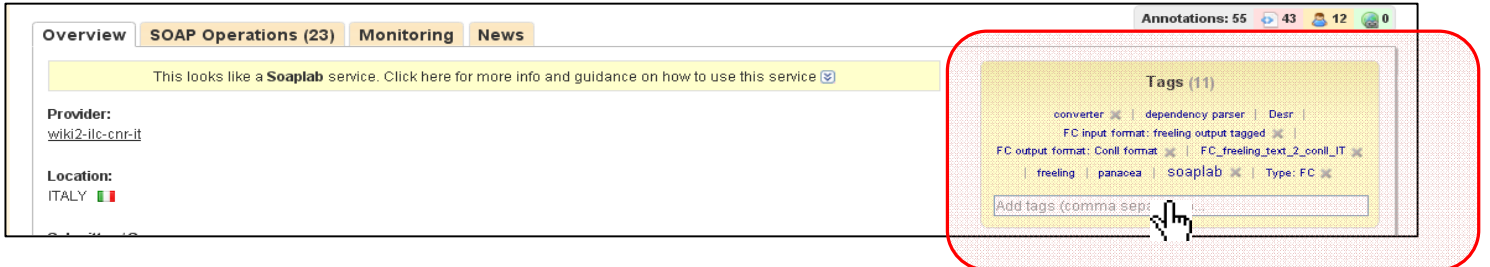 Annotations: 55 43 12 0
Overview SOAP Operations (23) Monitoring News
This looks like a Soaplab service. Click here for more info and guidance on how to use this service
Provider:
wiki2-ilc-cnr-it
Location:
ITALY
Tags (11)
converter | dependency parser | Desr |
FC input format: freeling output tagged |
FC output format: Conll format | FC_freeling_text_2_conll_IT
| freeling | panacea | soaplab | Type: FC
Add tags (comma sep